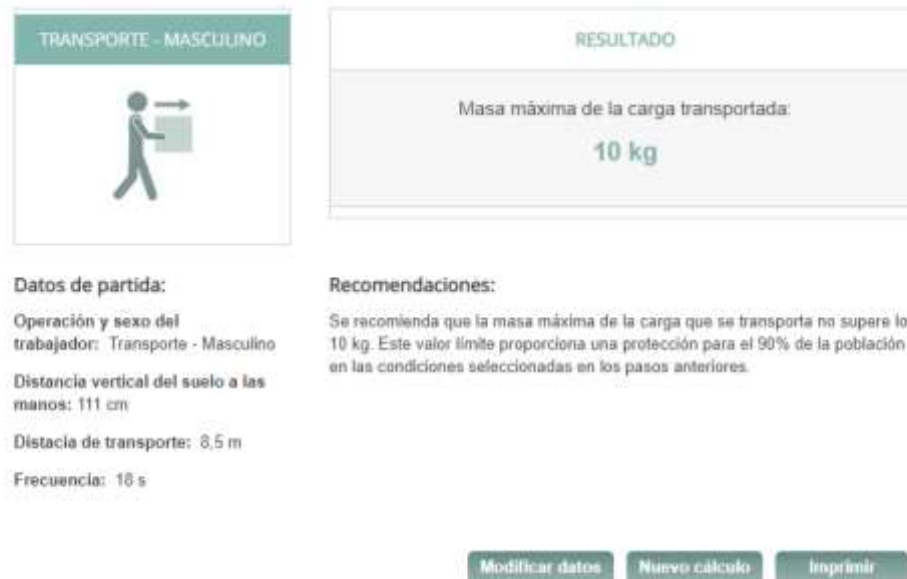 TRANSPORTE - MASCULINO
RESULTADO
Masa máxima de la carga transportada:
10 kg
Datos de partida:
Operación y sexo del
trabajador: Transporte - Masculino
Distancia vertical del suelo a las
manos: 111 cm
Distacia de transporte: 8,5 m
Frecuencia: 18 s
Recomendaciones:
Se recomienda que la masa máxima de la carga que se transporta no supere lo
10 kg. Este valor límite proporciona una protección para el 90% de la población
en las condiciones seleccionadas en los pasos anteriores.
Modificar datos
Nuevo cálculo
Imprimir